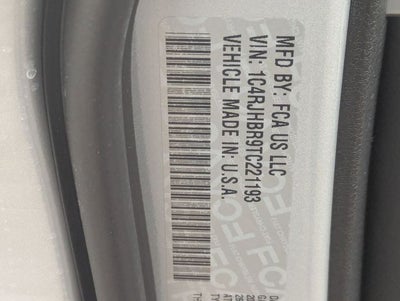 MFD BY: FCA US LLC
VIN: 1C4RJHBR9TC221193
VEHICLE MADE IN: U.S.A.